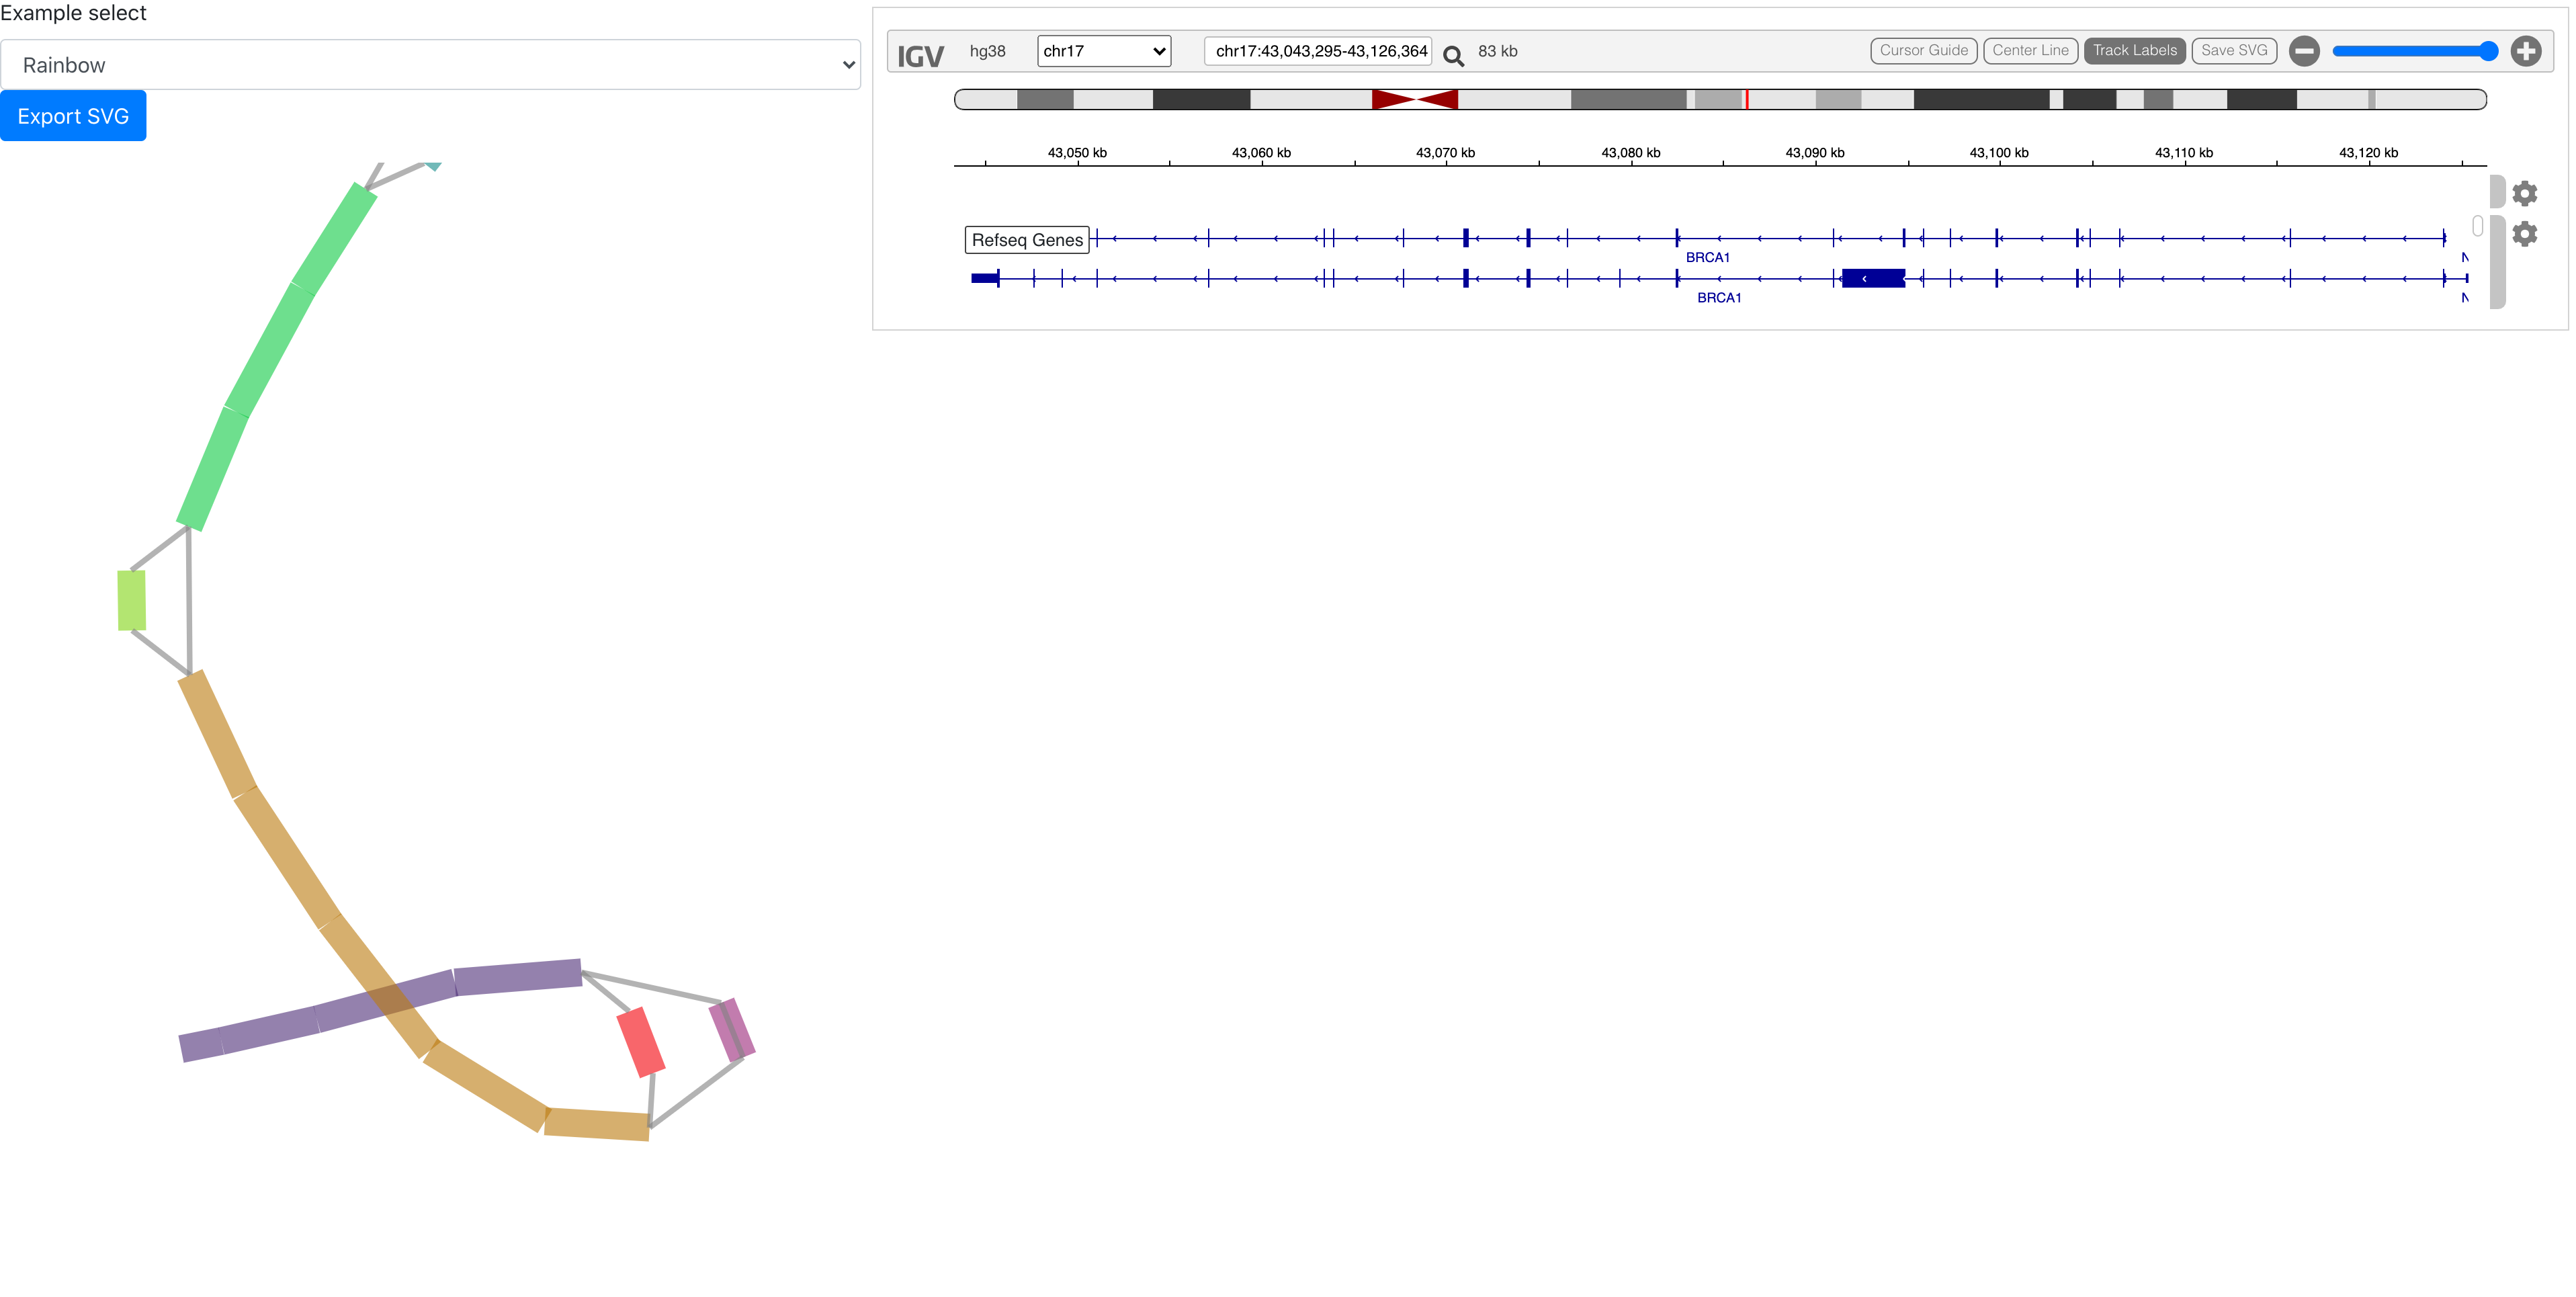 Example select
Rainbow
Export SVG
IGV hg38 chr17 chr17:43,043,295-43,126,364 83 kb Cursor Guide Center Line Track Labels Save SVG
43,050 kb 43,060 kb 43,070 kb 43,080 kb 43,090 kb 43,100 kb 43,110 kb 43,120 kb
Refseq Genes
BRCA1
BRCA1